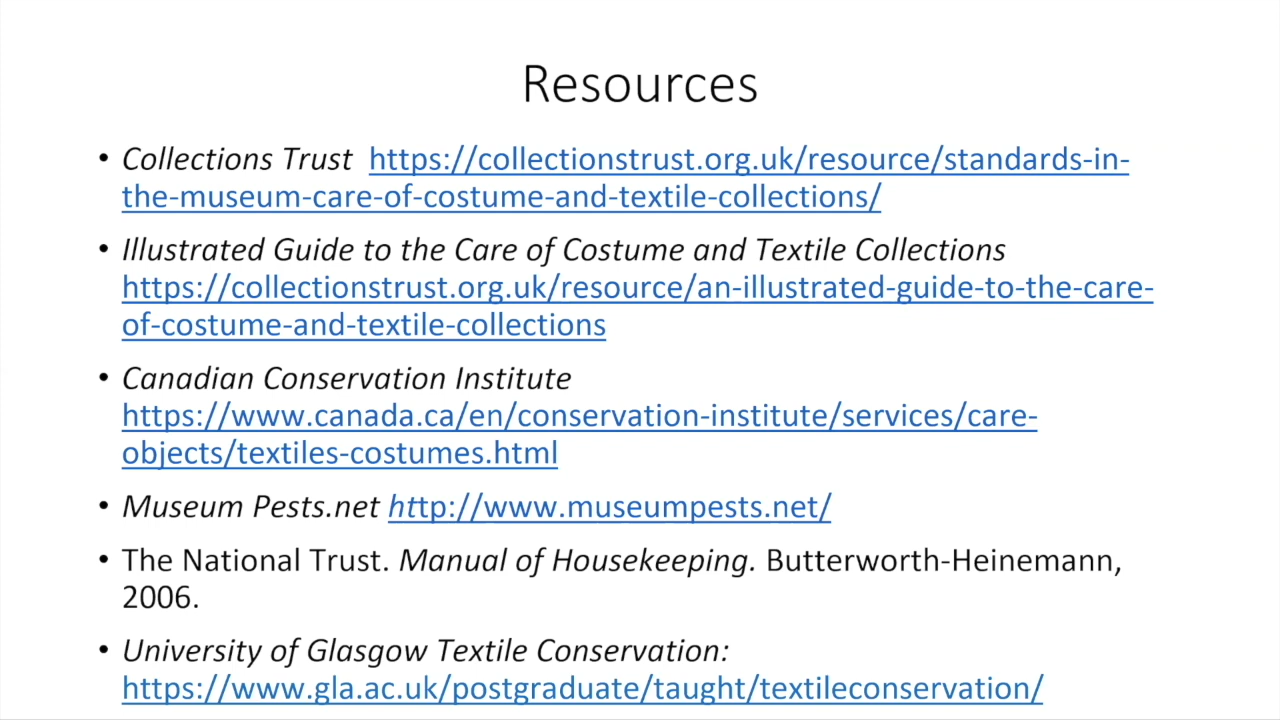 Resources
• Collections Trust https://collectionstrust.org.uk/resource/standards-in-
the-museum-care-of-costume-and-textile-collections/
• Illustrated Guide to the Care of Costume and Textile Collections
https://collectionstrust.org.uk/resource/an-illustrated-guide-to-the-care-
of-costume-and-textile-collections
• Canadian Conservation Institute
https://www.canada.ca/en/conservation-institute/services/care-
objects/textiles-costumes.html
• Museum Pests.net http://www.museumpests.net/
• The National Trust. Manual of Housekeeping. Butterworth-Heinemann,
2006.
• University of Glasgow Textile Conservation:
https://www.gla.ac.uk/postgraduate/taught/textileconservation/